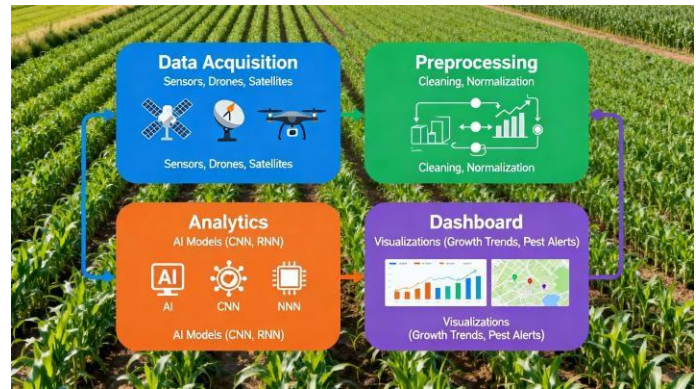 Data Acquisition
Sensors, Drones, Satellites
Sensors, Drones, Satellites
Preprocessing
Cleaning, Normalization
Cleaning, Normalization
Analytics
AI Models (CNN, RNN)
AI
AI CNN NNN
AI Models (CNN, RNN)
Dashboard
Visualizations (Growth Trends, Pest Alerts)
Visualizations
(Growth Trends, Pest Alerts)